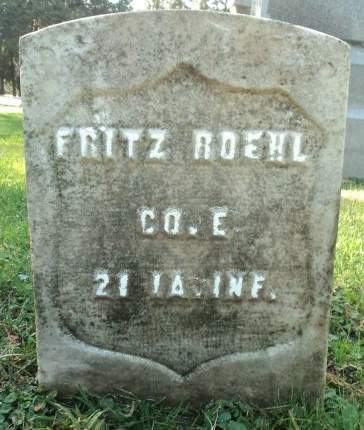 FRITZ ROEHL
CO. E.
21 IA. INF.